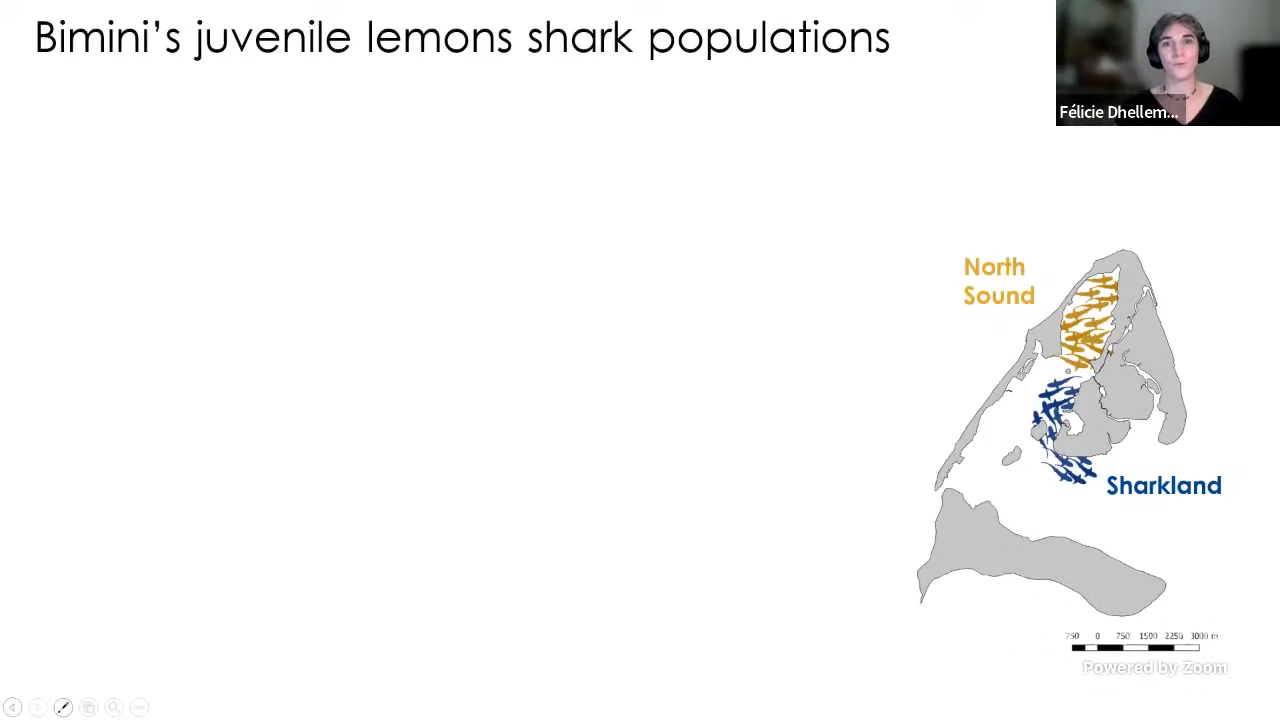 Bimini's juvenile lemons shark populations
Félicie Dhellem...
North
Sound
Sharkland
750 0 750 1500 2250 3000 m
Powered by Zoom